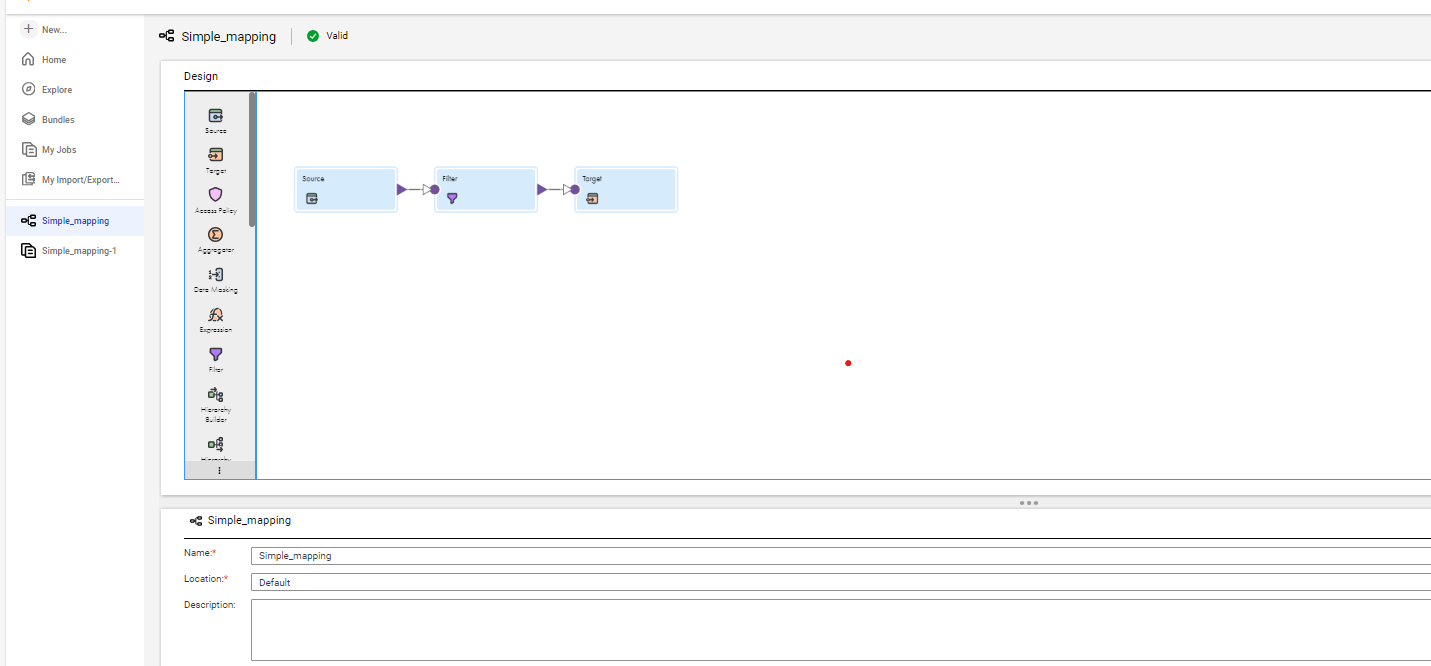 New...
Home
Explore
Bundles
My Jobs
My Import/Export...
Simple_mapping
Simple_mapping-1
Simple_mapping
Valid
Design
Source
Target
Access Policy
Aggregator
Data Masking
Expression
Filter
Hierarchy
Builder
Hierarchy
Source
Filter
Target
Simple_mapping
Name:*
Simple_mapping
Location:*
Default
Description: